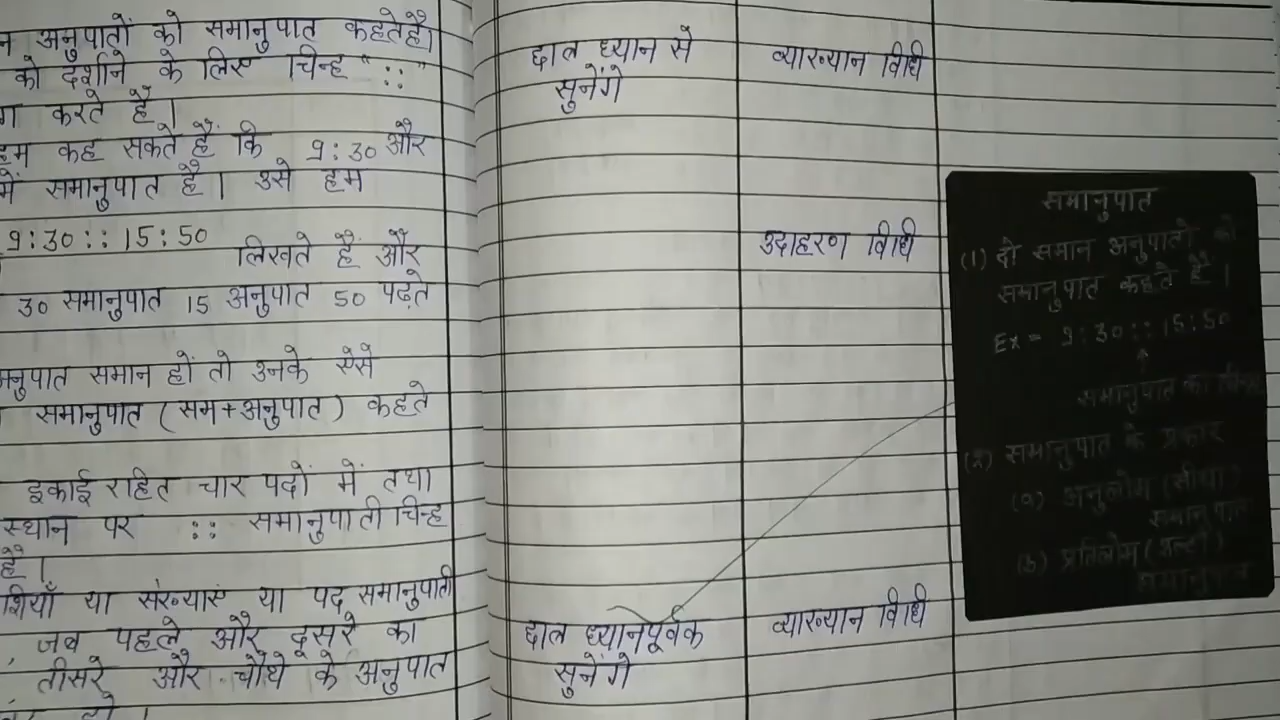 अनुपातों को समानुपात कहतेहै।
को दर्शाने के लिए चिन्ह "::"
करते है।
हम कह सकते हैं कि 9:30 और
में समानुपात है। उसे हम
9:30::15:50
लिखते हैं और
30 समानुपात 15 अनुपात 50 पढ़ते
समान हों तो उनके ऐसे
समानुपात (सम+अनुपात) कहते
इकाई रहित चार पदों में तथा
स्थान पर :: समानुपाती चिन्ह
है।
या संख्याएं या पद समानुपाती
, जब पहले और दूसरे का
तीसरे और चौथे के अनुपात
छात्र ध्यान से
सुनेंगे
छात्र ध्यानपूर्वक
सुनेंगे
व्याख्यान विधि
उदाहरण विधि
व्याख्यान विधि
समानुपात
(1) दो समान अनुपातों को
समानुपात कहते है।
Ex = 9:30::15:50
↑
समानुपात का चिन्ह
(2) समानुपात के प्रकार
(a) अनुलोम (सीधा)
समानुपात
(b) प्रतिलोम (उल्टा)
समानुपात